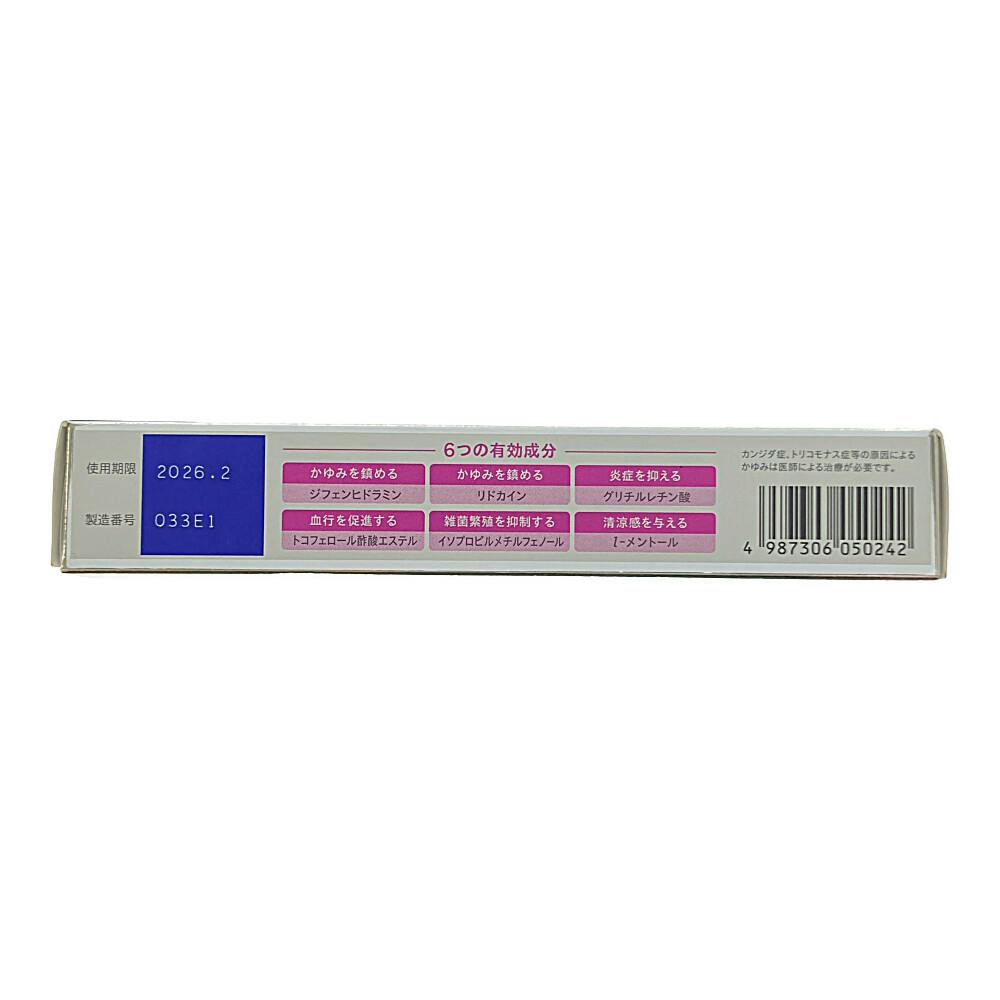 使用期限 2026.2
製造番号 033E1
6つの有効成分
かゆみを鎮める
ジフェンヒドラミン
かゆみを鎮める
リドカイン
炎症を抑える
グリチルレチン酸
血行を促進する
トコフェロール酢酸エステル
雑菌繁殖を抑制する
イソプロピルメチルフェノール
清涼感を与える
l-メントール
カンジダ症、トリコモナス症等の原因による
かゆみは医師による治療が必要です。
4 987306 050242